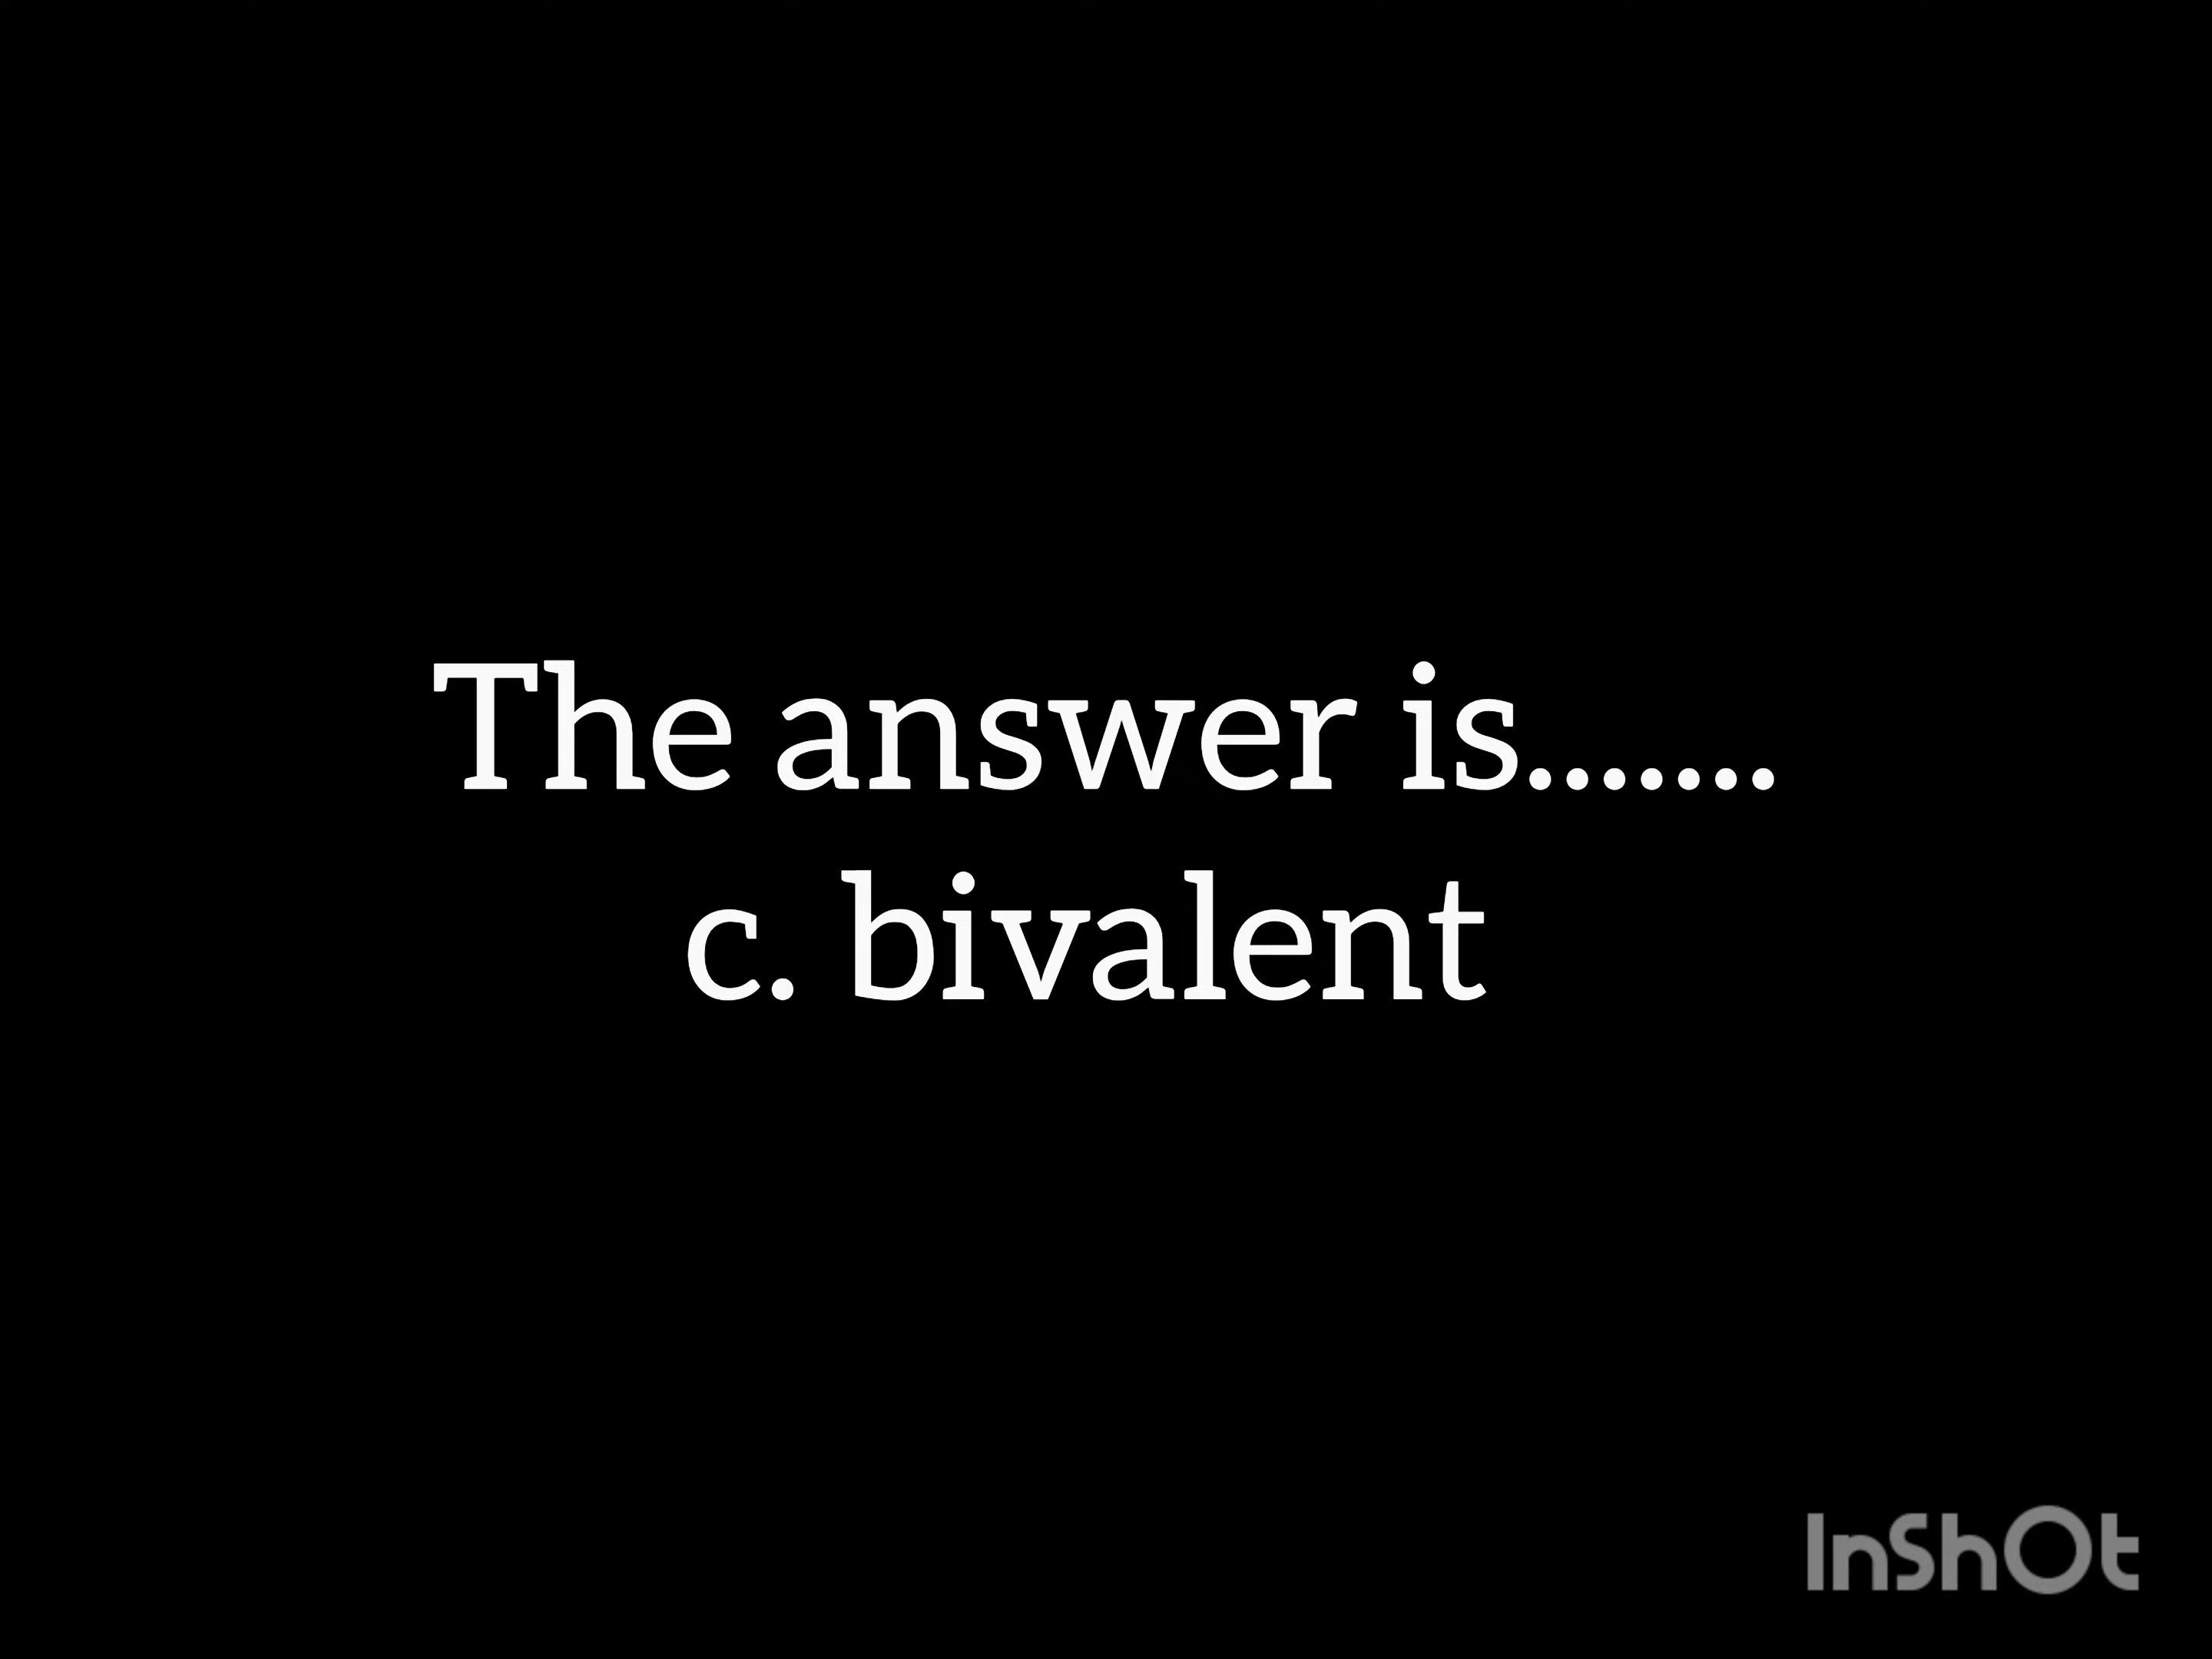 The answer is.......
c. bivalent
InShOt